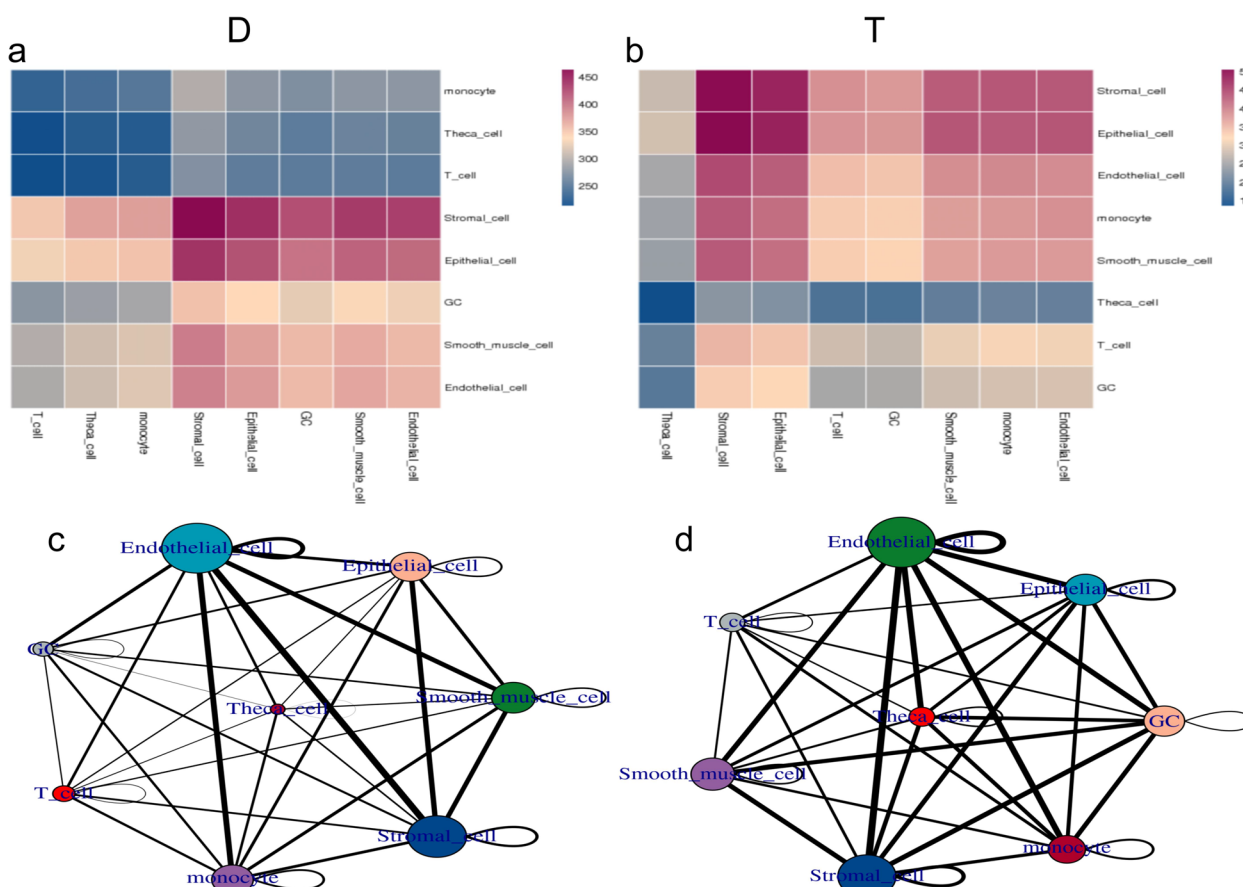 D
T
a
b
monocyte
Theca_cell
T_cell
Stromal_cell
Epithelial_cell
GC
Smooth_muscle_cell
Endothelial_cell
450
400
350
300
250
T_cell
Theca_cell
monocyte
Stromal_cell
Epithelial_cell
GC
Smooth_muscle_cell
Endothelial_cell
Stromal_cell
Epithelial_cell
Endothelial_cell
monocyte
Smooth_muscle_cell
Theca_cell
T_cell
GC
Theca_cell
Stromal_cell
Epithelial_cell
T_cell
GC
Smooth_muscle_cell
monocyte
Endothelial_cell
c
Endothelial_cell
Epithelial_cell
GC
Theca_cell
Smooth_muscle_cell
T_cell
Stromal_cell
monocyte
d
Endothelial_cell
Epithelial_cell
T_cell
Theca_cell
GC
Smooth_muscle_cell
monocyte
Stromal_cell